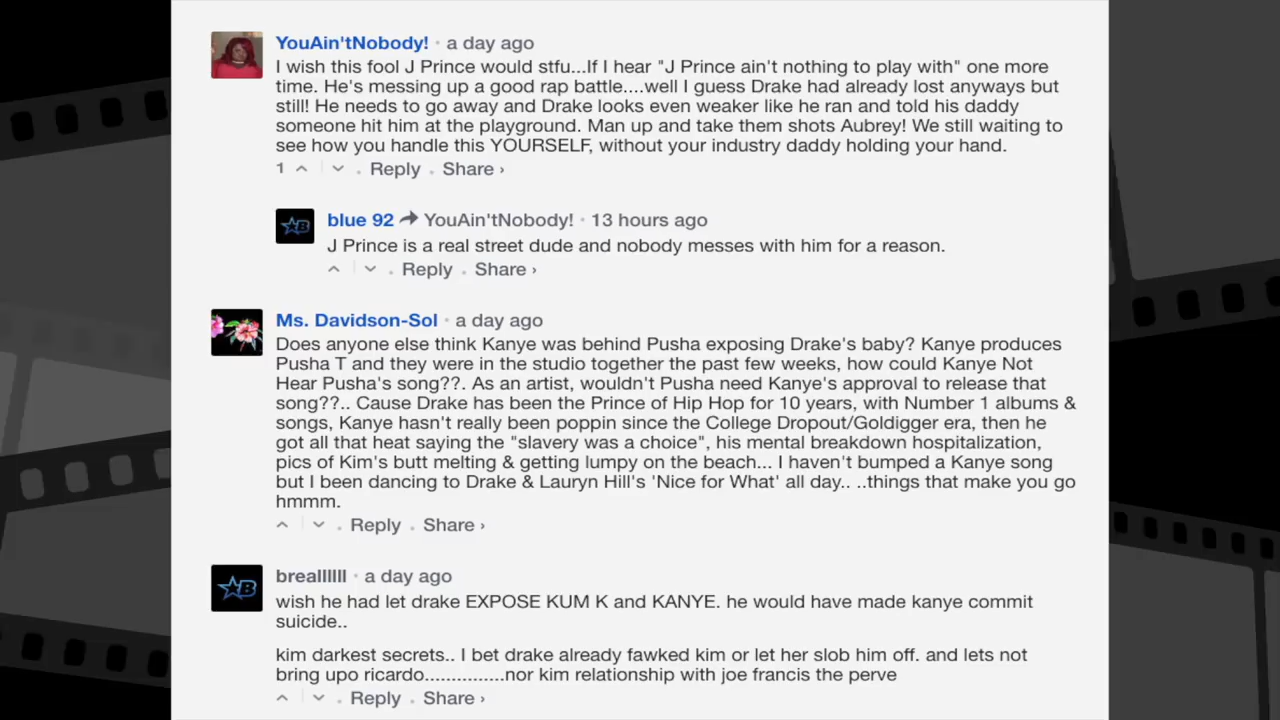 YouAin'tNobody! · a day ago
I wish this fool J Prince would stfu...If I hear "J Prince ain't nothing to play with" one more
time. He's messing up a good rap battle....well I guess Drake had already lost anyways but
still! He needs to go away and Drake looks even weaker like he ran and told his daddy
someone hit him at the playground. Man up and take them shots Aubrey! We still waiting to
see how you handle this YOURSELF, without your industry daddy holding your hand.
1 Reply Share ›
B
blue 92 YouAin'tNobody! · 13 hours ago
J Prince is a real street dude and nobody messes with him for a reason.
Reply Share ›
Ms. Davidson-Sol · a day ago
Does anyone else think Kanye was behind Pusha exposing Drake's baby? Kanye produces
Pusha T and they were in the studio together the past few weeks, how could Kanye Not
Hear Pusha's song??. As an artist, wouldn't Pusha need Kanye's approval to release that
song??.. Cause Drake has been the Prince of Hip Hop for 10 years, with Number 1 albums &
songs, Kanye hasn't really been poppin since the College Dropout/Goldigger era, then he
got all that heat saying the "slavery was a choice", his mental breakdown hospitalization,
pics of Kim's butt melting & getting lumpy on the beach... I haven't bumped a Kanye song
but I been dancing to Drake & Lauryn Hill's 'Nice for What' all day.. ..things that make you go
hmmm.
Reply Share ›
B
breallllll · a day ago
wish he had let drake EXPOSE KUM K and KANYE. he would have made kanye commit
suicide..
kim darkest secrets.. I bet drake already fawked kim or let her slob him off. and lets not
bring upo ricardo...............nor kim relationship with joe francis the perve
Reply Share ›